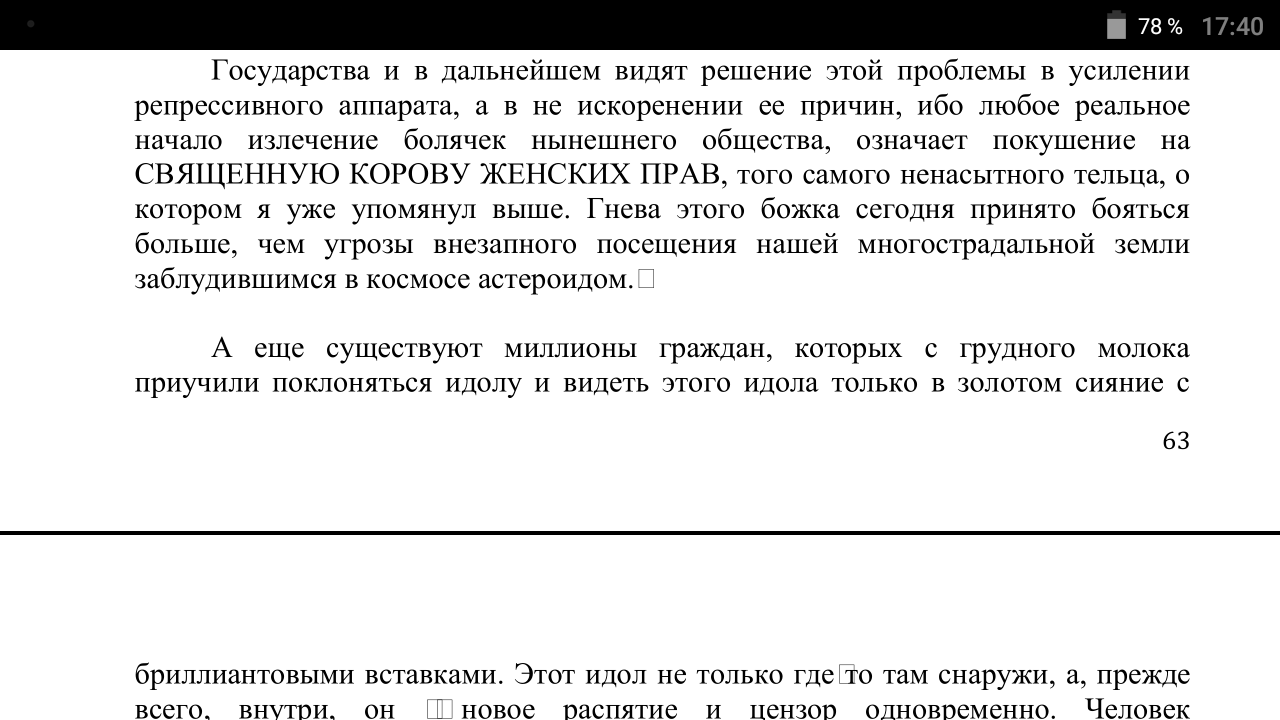 78 % 17:40
Государства и в дальнейшем видят решение этой проблемы в усилении
репрессивного аппарата, а в не искоренении ее причин, ибо любое реальное
начало излечение болячек нынешнего общества, означает покушение на
СВЯЩЕННУЮ КОРОВУ ЖЕНСКИХ ПРАВ, того самого ненасытного тельца, о
котором я уже упомянул выше. Гнева этого божка сегодня принято бояться
больше, чем угрозы внезапного посещения нашей многострадальной земли
заблудившимся в космосе астероидом.□
А еще существуют миллионы граждан, которых с грудного молока
приучили поклоняться идолу и видеть этого идола только в золотом сияние с
63
бриллиантовыми вставками. Этот идол не только где□то там снаружи, а, прежде
всего, внутри, он □□ новое распятие и цензор одновременно. Человек